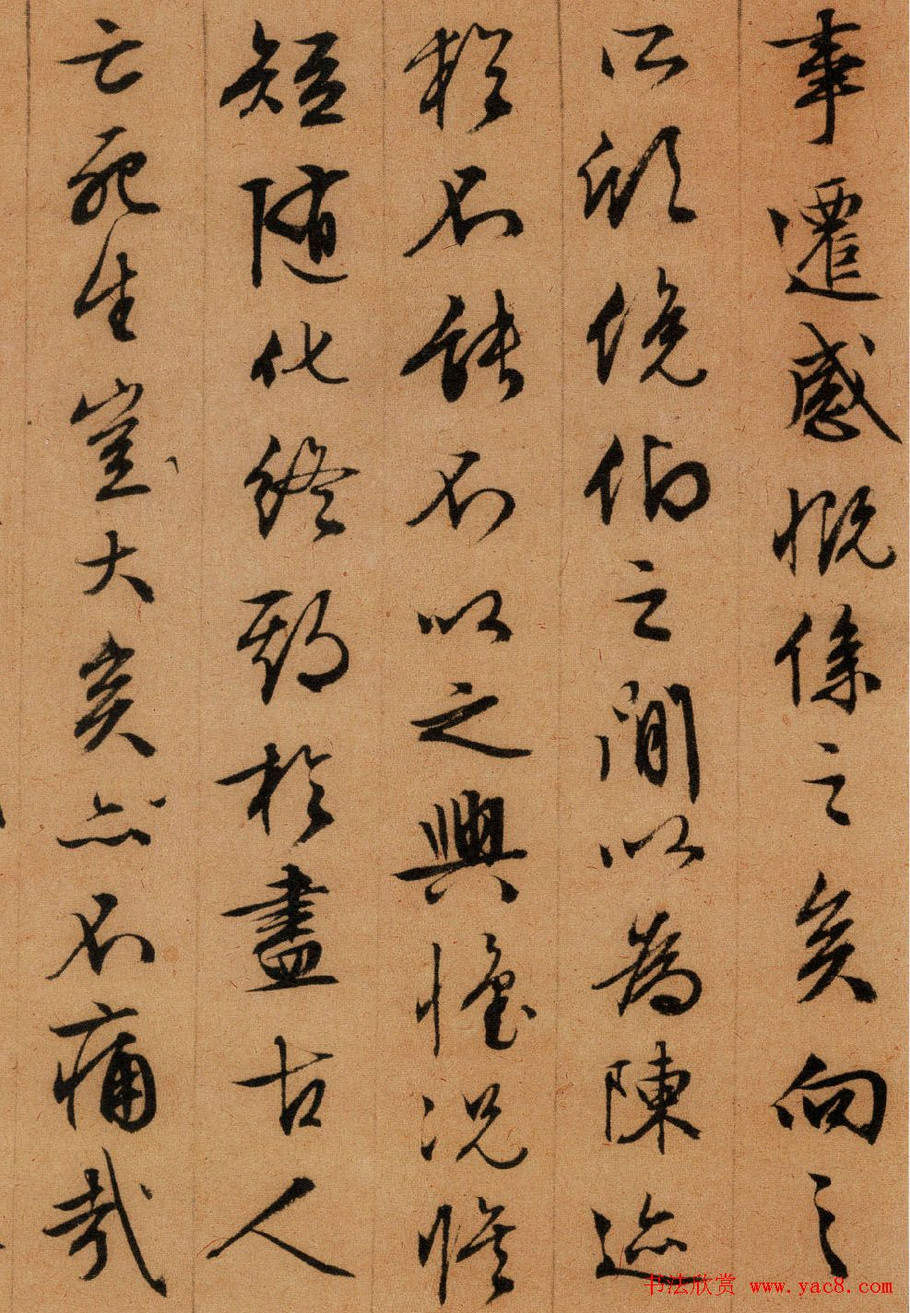 事遷感慨係之矣向之
所欣俛仰之間以為陳迹
猶不能不以之興懷況脩
短隨化終期於盡古人
云死生豈大矣亦不痛哉
书法欣赏 www.yac8.com